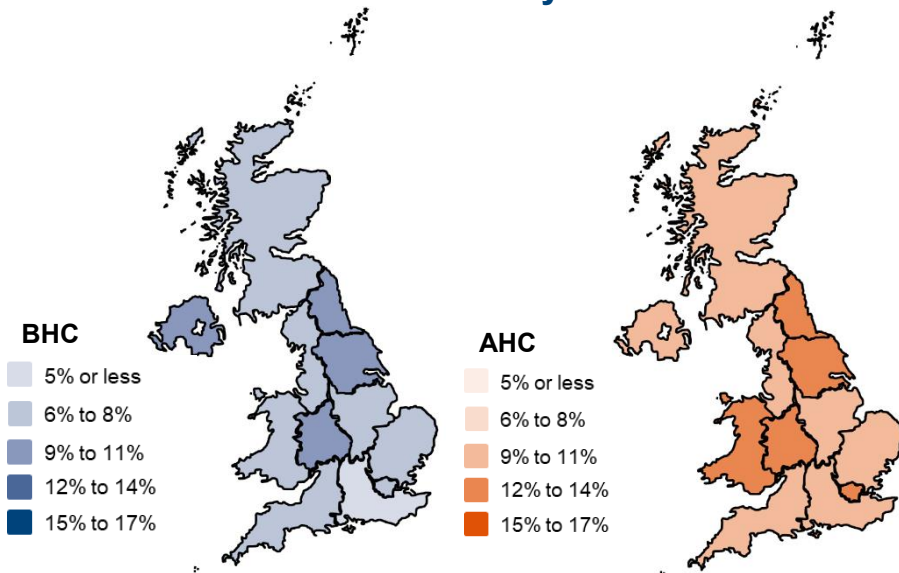 BHC
5% or less
6% to 8%
9% to 11%
12% to 14%
15% to 17%
AHC
5% or less
6% to 8%
9% to 11%
12% to 14%
15% to 17%